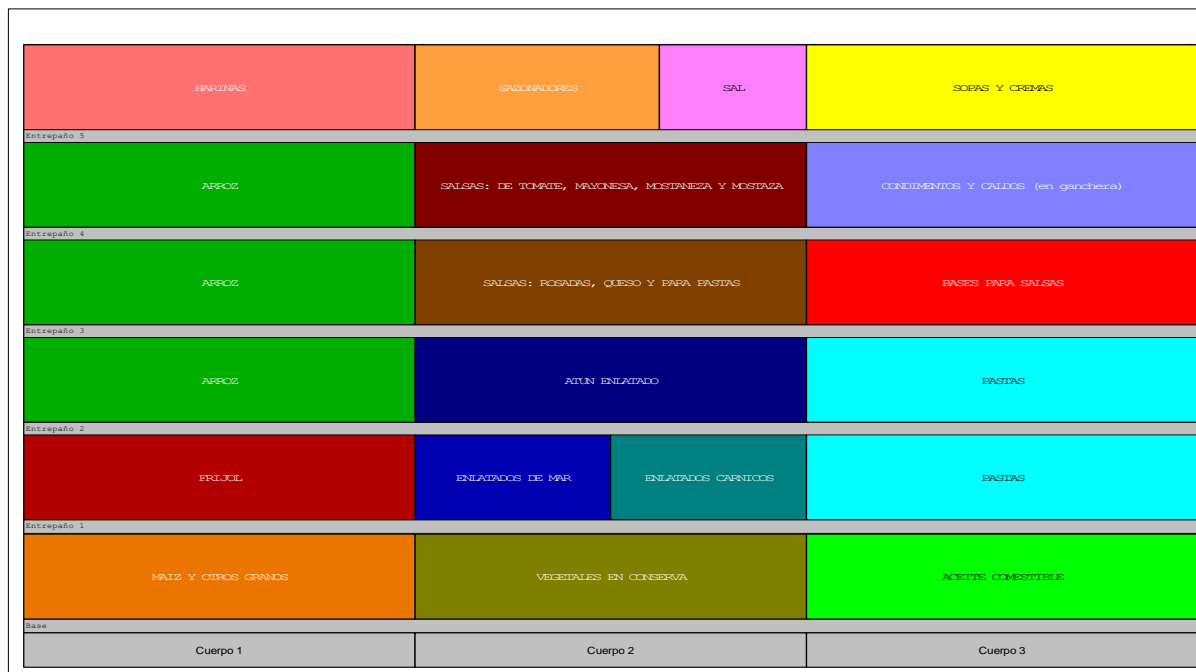 HARINAS
SAZONADORES
SAL
SOPAS Y CREMAS
Entrepaño 5
ARROZ
SALSAS: DE TOMATE, MAYONESA, MOSTANEZA Y MOSTAZA
CONDIMENTOS Y CALDOS (en ganchera)
Entrepaño 4
ARROZ
SALSAS: ROSADAS, QUESO Y PARA PASTAS
BASES PARA SALSAS
Entrepaño 3
ARROZ
ATUN ENLATADO
PASTAS
Entrepaño 2
FRIJOL
ENLATADOS DE MAR
ENLATADOS CARNICOS
PASTAS
Entrepaño 1
MAIZ Y OTROS GRANOS
VEGETALES EN CONSERVA
ACEITE COMESTIBLE
Base
Cuerpo 1
Cuerpo 2
Cuerpo 3